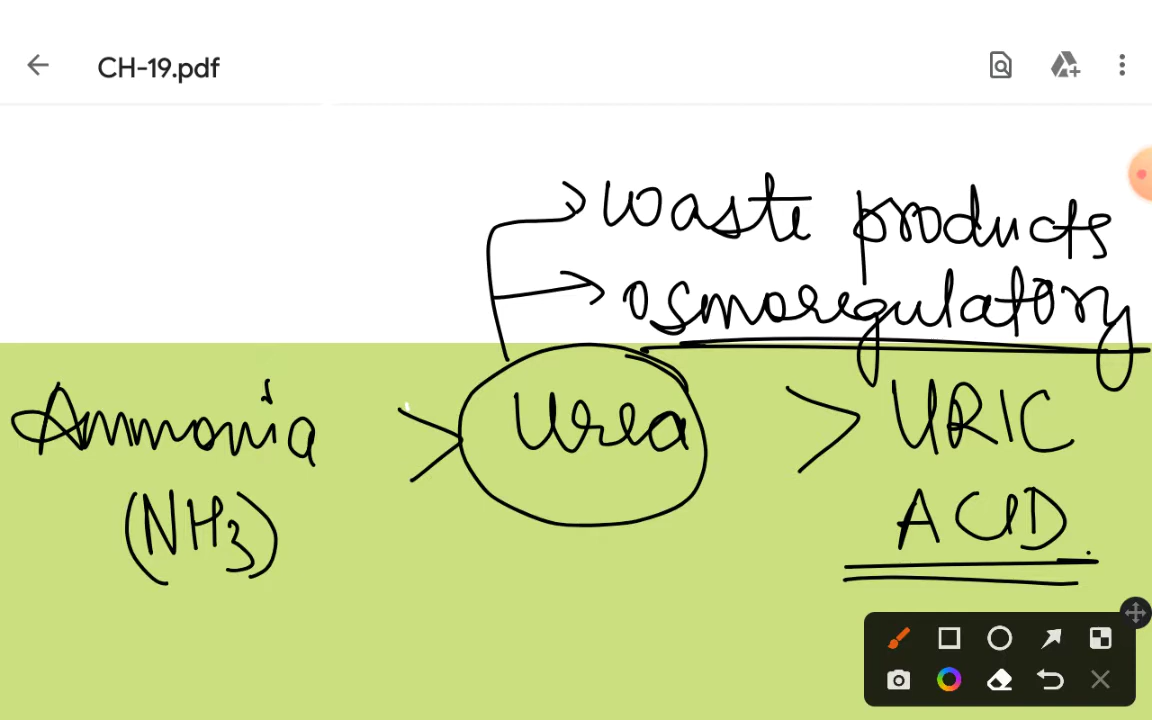 CH-19.pdf
waste products
osmoregulatory
Ammonia > Urea > URIC
(NH3) ACID